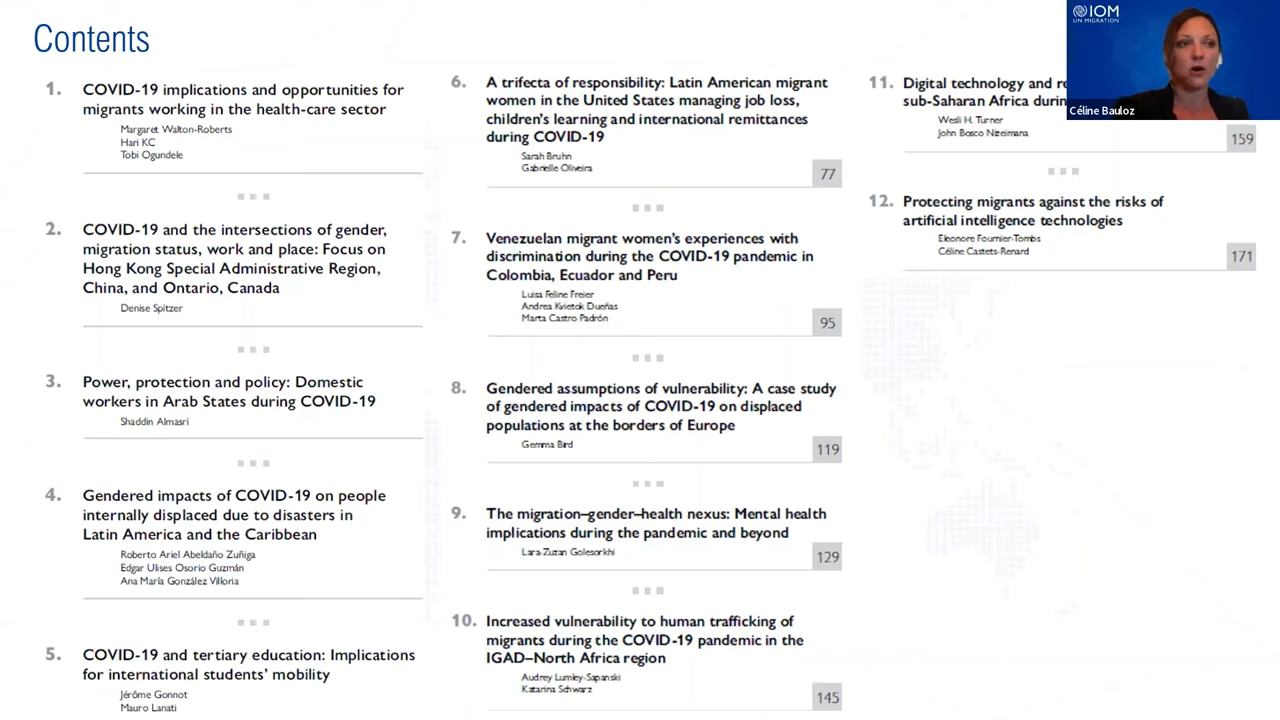 Contents
1. COVID-19 implications and opportunities for
migrants working in the health-care sector
Margaret Walton-Roberts
Hari KC
Tobi Ogundele
2. COVID-19 and the intersections of gender,
migration status, work and place: Focus on
Hong Kong Special Administrative Region,
China, and Ontario, Canada
Denise Spitzer
3. Power, protection and policy: Domestic
workers in Arab States during COVID-19
Shaddin Almasri
4. Gendered impacts of COVID-19 on people
internally displaced due to disasters in
Latin America and the Caribbean
Roberto Ariel Abeldaño Zuñiga
Edgar Ulises Osorio Guzmán
Ana María González Villoria
5. COVID-19 and tertiary education: Implications
for international students' mobility
Jérôme Gonnot
Mauro Lanati
6. A trifecta of responsibility: Latin American migrant
women in the United States managing job loss,
children's learning and international remittances
during COVID-19
Sarah Bruhn
Gabrielle Oliveira
77
7. Venezuelan migrant women's experiences with
discrimination during the COVID-19 pandemic in
Colombia, Ecuador and Peru
Luisa Feline Freier
Andrea Kvietok Dueñas
Marta Castro Padrón
95
8. Gendered assumptions of vulnerability: A case study
of gendered impacts of COVID-19 on displaced
populations at the borders of Europe
Gemma Bird
119
9. The migration–gender–health nexus: Mental health
implications during the pandemic and beyond
Lara-Zuzan Golesorkhi
129
10. Increased vulnerability to human trafficking of
migrants during the COVID-19 pandemic in the
IGAD–North Africa region
Audrey Lumley-Sapanski
Katarina Schwarz
145
11. Digital technology and re
sub-Saharan Africa durin
Wesli H. Turner
John Bosco Nizeimana
159
12. Protecting migrants against the risks of
artificial intelligence technologies
Eleonore Fournier-Tombs
Céline Castets-Renard
171
IOM
UN MIGRATION
Céline Bauloz